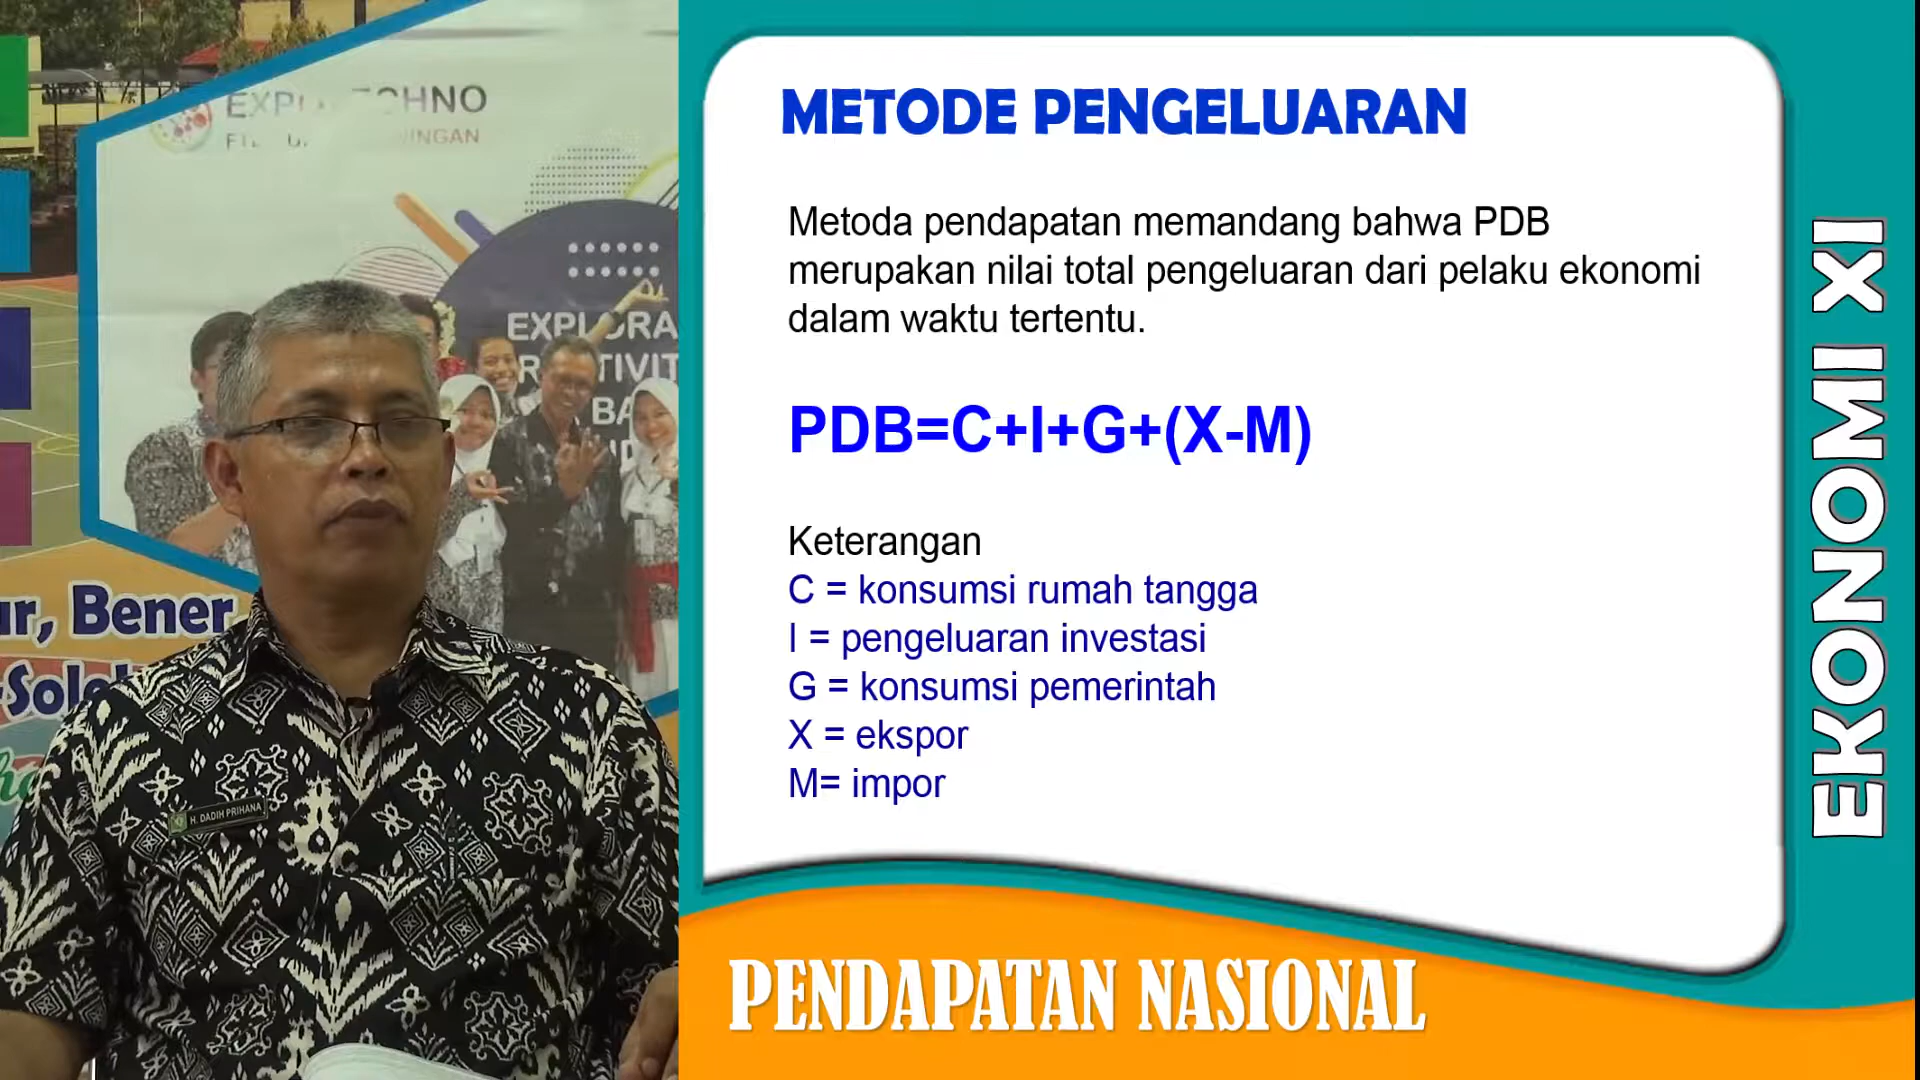 METODE PENGELUARAN
Metoda pendapatan memandang bahwa PDB
merupakan nilai total pengeluaran dari pelaku ekonomi
dalam waktu tertentu.
PDB=C+I+G+(X-M)
Keterangan
C = konsumsi rumah tangga
I = pengeluaran investasi
G = konsumsi pemerintah
X = ekspor
M= impor
PENDAPATAN NASIONAL
EKONOMI XI
H. DADIH PRIHANA
Bener